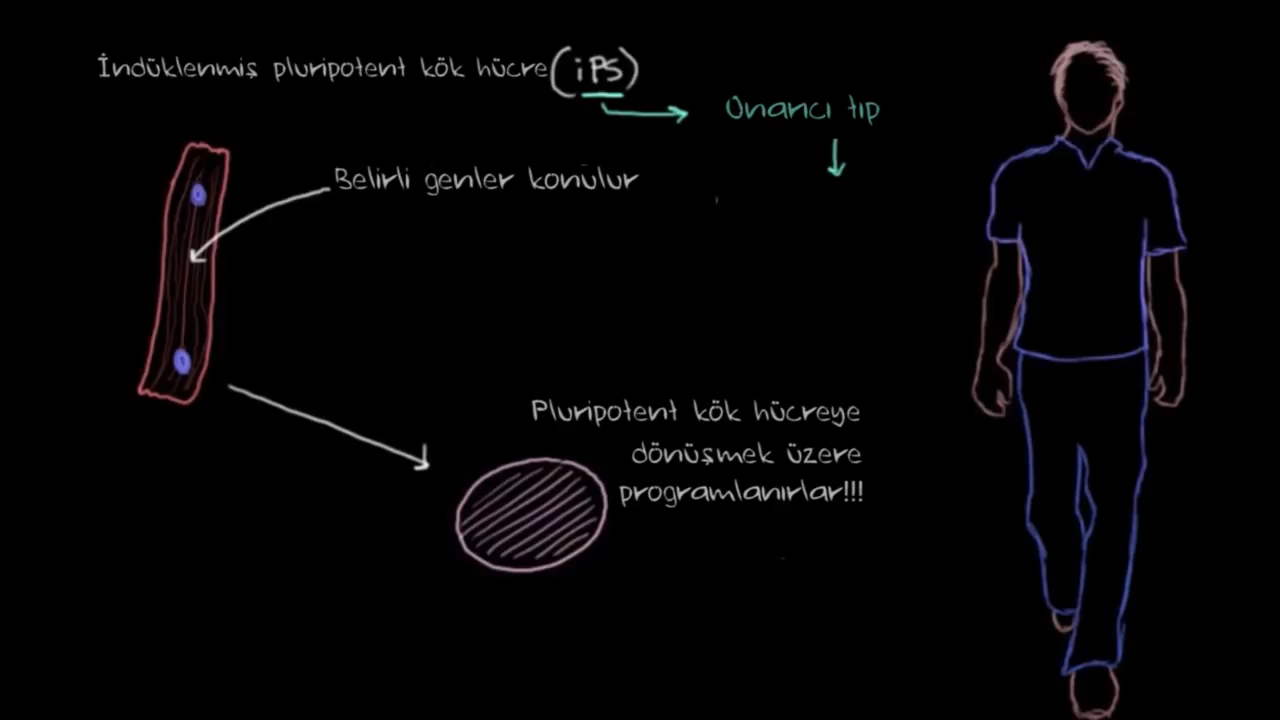 İndüklenmiş pluripotent kök hücre (iPS)
Onarıcı tıp
Belirli genler konulur
Pluripotent kök hücreye
dönüşmek üzere
programlanırlar!!!